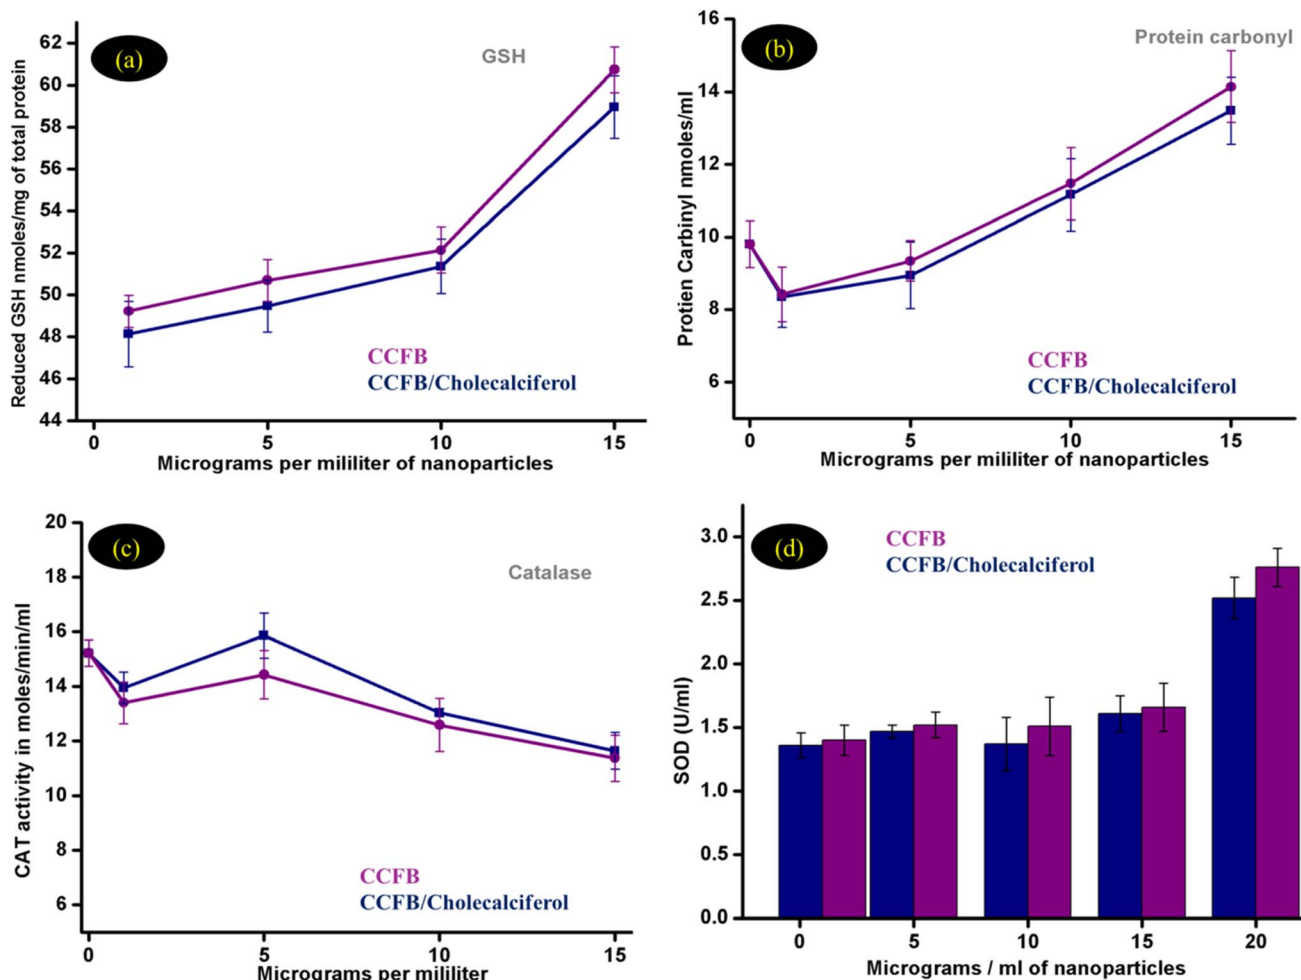 (a)
GSH
Reduced GSH nmoles/mg of total protein
62
60
58
56
54
52
50
48
46
44
CCFB
CCFB/Cholecalciferol
0 5 10 15
Micrograms per mililiter of nanoparticles
(b)
Protein carbonyl
Protien Carbinyl nmoles/ml
16
14
12
10
8
6
CCFB
CCFB/Cholecalciferol
0 5 10 15
Micrograms per mililiter of nanoparticles
(c)
Catalase
CAT activity in moles/min/ml
20
18
16
14
12
10
8
6
CCFB
CCFB/Cholecalciferol
0 5 10 15
Micrograms per mililiter
(d)
CCFB
CCFB/Cholecalciferol
SOD (U/ml)
3.0
2.5
2.0
1.5
1.0
0.5
0.0
0 5 10 15 20
Micrograms / ml of nanoparticles